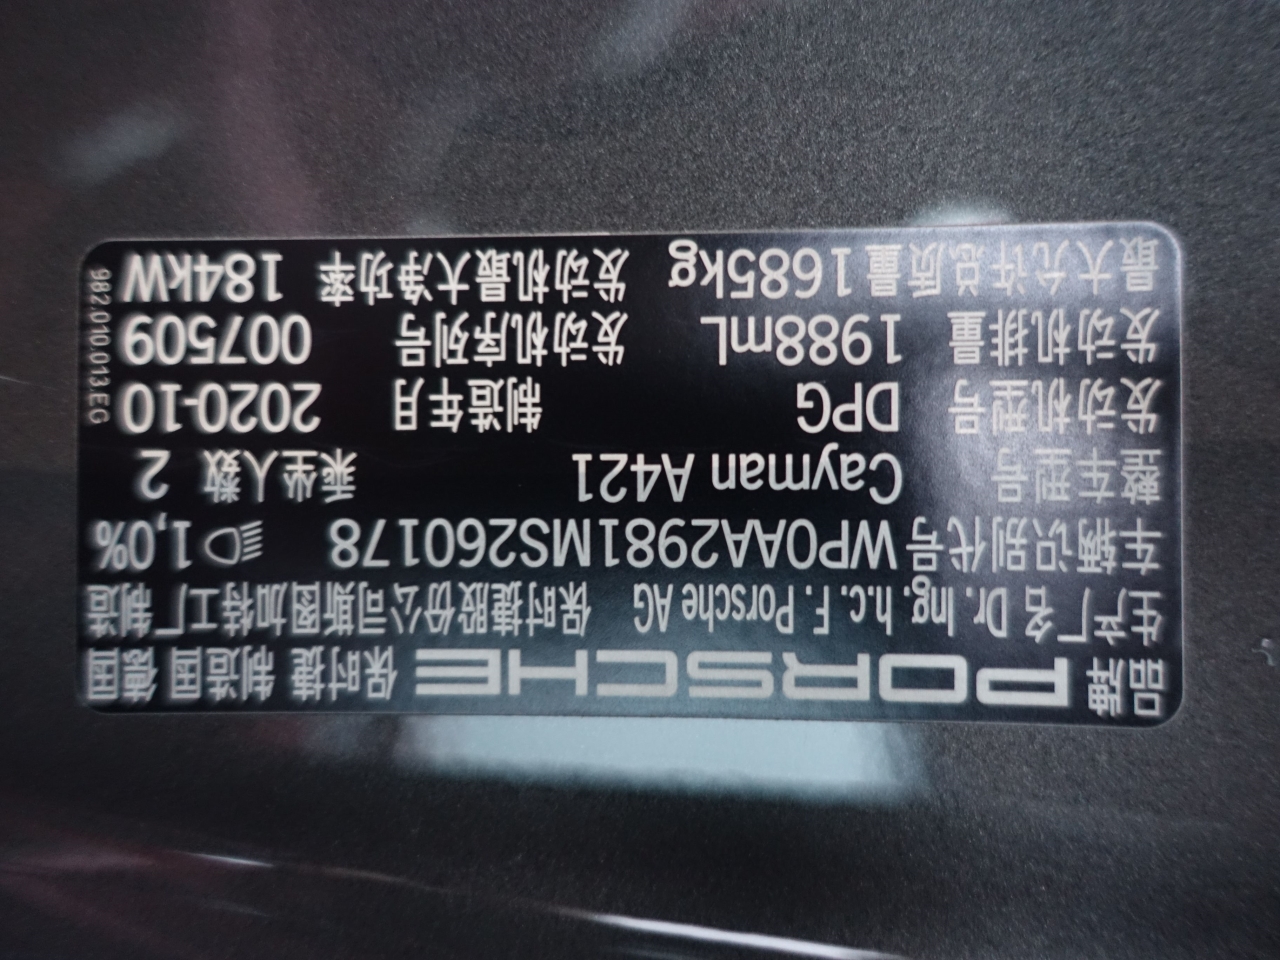 品牌 PORSCHE 保时捷 制造国 德国
生产厂名 Dr. Ing. h.c. F. Porsche AG 保时捷股份公司斯图加特工厂制造
车辆识别代号 WP0AA2981MS260178 1,0%
整车型号 Cayman A421 乘坐人数 2
发动机型号 DPG 制造年月 2020-10
发动机排量 1988mL 发动机序列号 007509
最大允许总质量 1685kg 发动机最大净功率 184kW
982.010.013.EG